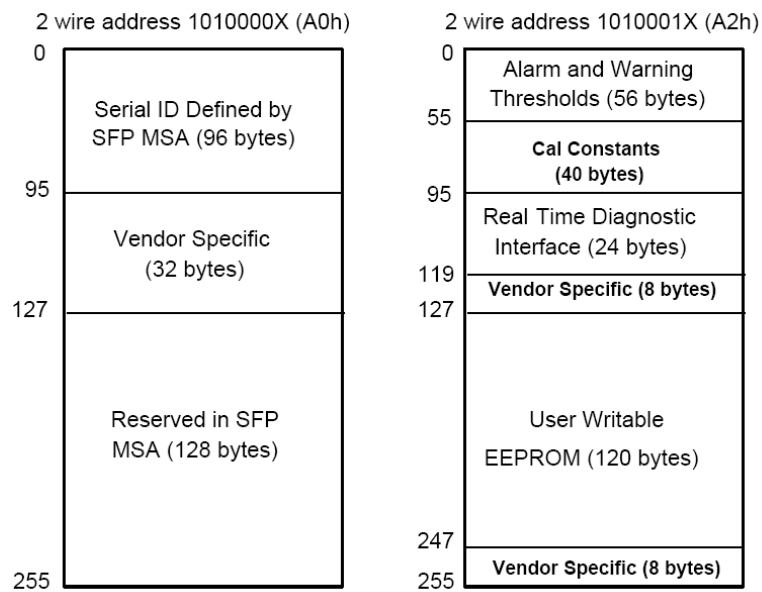 2 wire address 1010000X (A0h)
0
Serial ID Defined by
SFP MSA (96 bytes)
95
Vendor Specific
(32 bytes)
127
Reserved in SFP
MSA (128 bytes)
255
2 wire address 1010001X (A2h)
0
Alarm and Warning
Thresholds (56 bytes)
55
Cal Constants
(40 bytes)
95
Real Time Diagnostic
Interface (24 bytes)
119
Vendor Specific (8 bytes)
127
User Writable
EEPROM (120 bytes)
247
Vendor Specific (8 bytes)
255